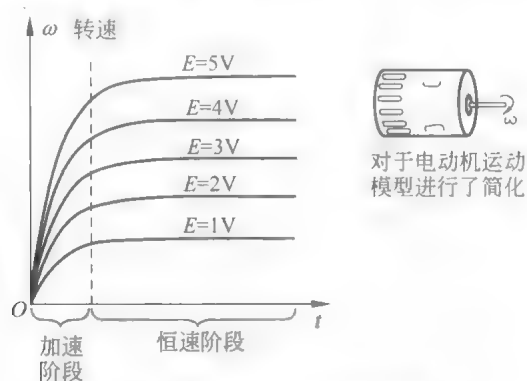 ω 转速
E=5V
E=4V
E=3V
E=2V
E=1V
O
t
加速
阶段
恒速阶段
ω
对于电动机运动
模型进行了简化